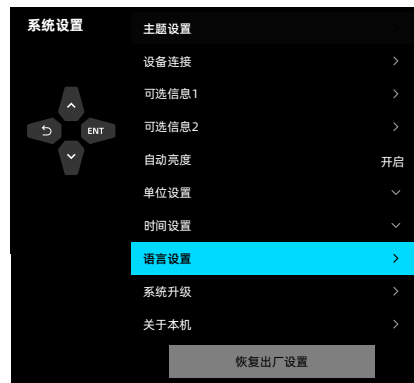 系统设置
主题设置
设备连接
可选信息1
可选信息2
自动亮度 开启
单位设置
时间设置
语言设置
系统升级
关于本机
恢复出厂设置
ENT